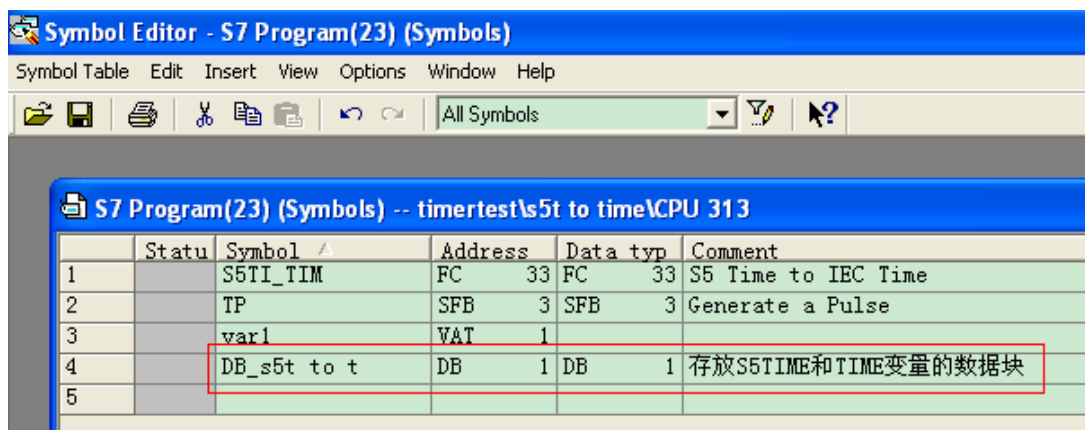 Symbol Editor - S7 Program(23) (Symbols)
Symbol Table Edit Insert View Options Window Help
All Symbols
S7 Program(23) (Symbols) -- timertest\s5t to time\CPU 313
Statu Symbol Address Data typ Comment
1 S5TI_TIM FC 33 FC 33 S5 Time to IEC Time
2 TP SFB 3 SFB 3 Generate a Pulse
3 var1 VAT 1
4 DB_s5t to t DB 1 DB 1 存放S5TIME和TIME变量的数据块
5